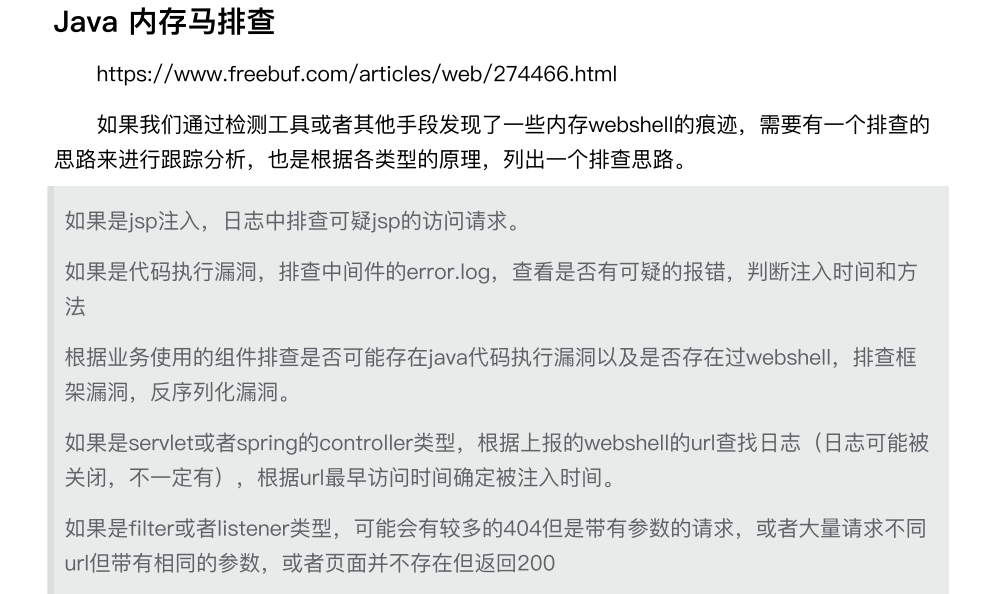 Java 内存马排查
https://www.freebuf.com/articles/web/274466.html
如果我们通过检测工具或者其他手段发现了一些内存webshell的痕迹，需要有一个排查的
思路来进行跟踪分析，也是根据各类型的原理，列出一个排查思路。
如果是jsp注入，日志中排查可疑jsp的访问请求。
如果是代码执行漏洞，排查中间件的error.log，查看是否有可疑的报错，判断注入时间和方
法
根据业务使用的组件排查是否可能存在java代码执行漏洞以及是否存在过webshell，排查框
架漏洞，反序列化漏洞。
如果是servlet或者spring的controller类型，根据上报的webshell的url查找日志（日志可能被
关闭，不一定有），根据url最早访问时间确定被注入时间。
如果是filter或者listener类型，可能会有较多的404但是带有参数的请求，或者大量请求不同
url但带有相同的参数，或者页面并不存在但返回200